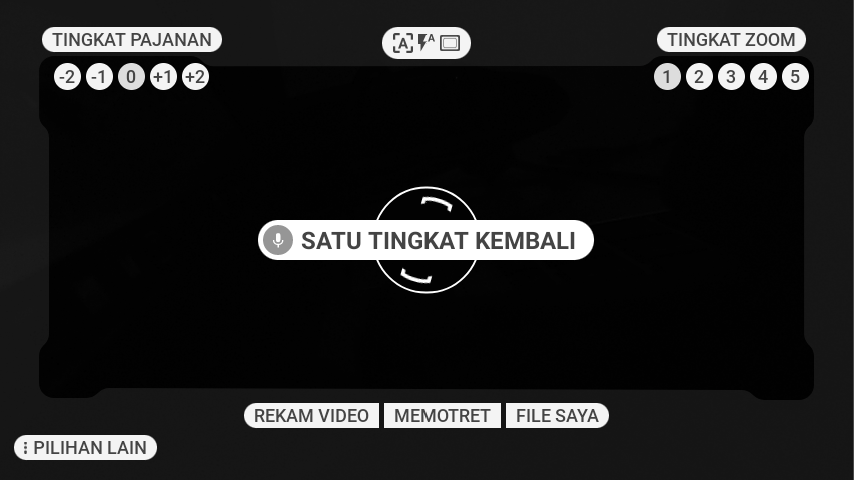 TINGKAT PAJANAN
A
A
TINGKAT ZOOM
-2 -1 0 +1 +2
1 2 3 4 5
SATU TINGKAT KEMBALI
REKAM VIDEO
MEMOTRET
FILE SAYA
PILIHAN LAIN